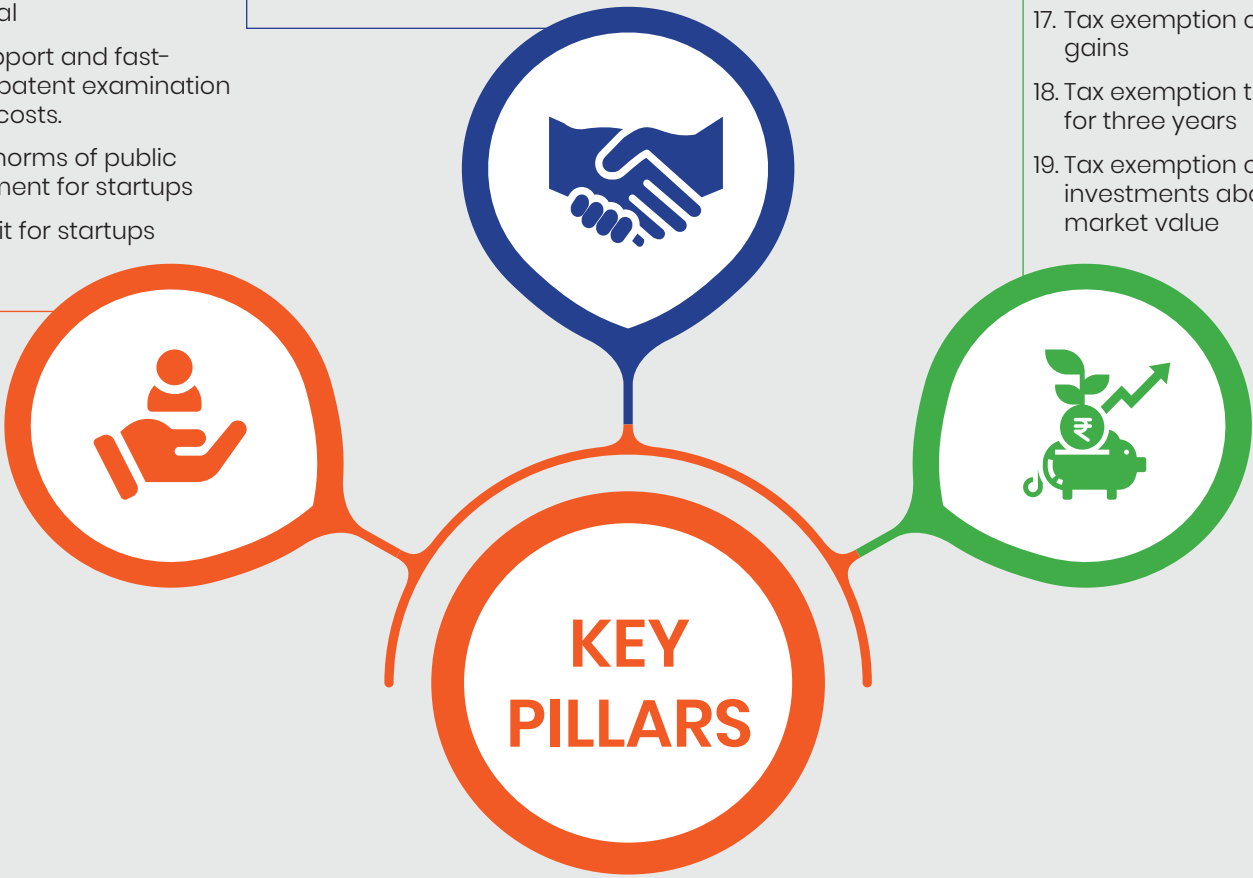 al
port and fast-
patent examination
costs.
norms of public
ment for startups
it for startups
17. Tax exemption o
gains
18. Tax exemption t
for three years
19. Tax exemption o
investments abo
market value
₹
KEY
PILLARS